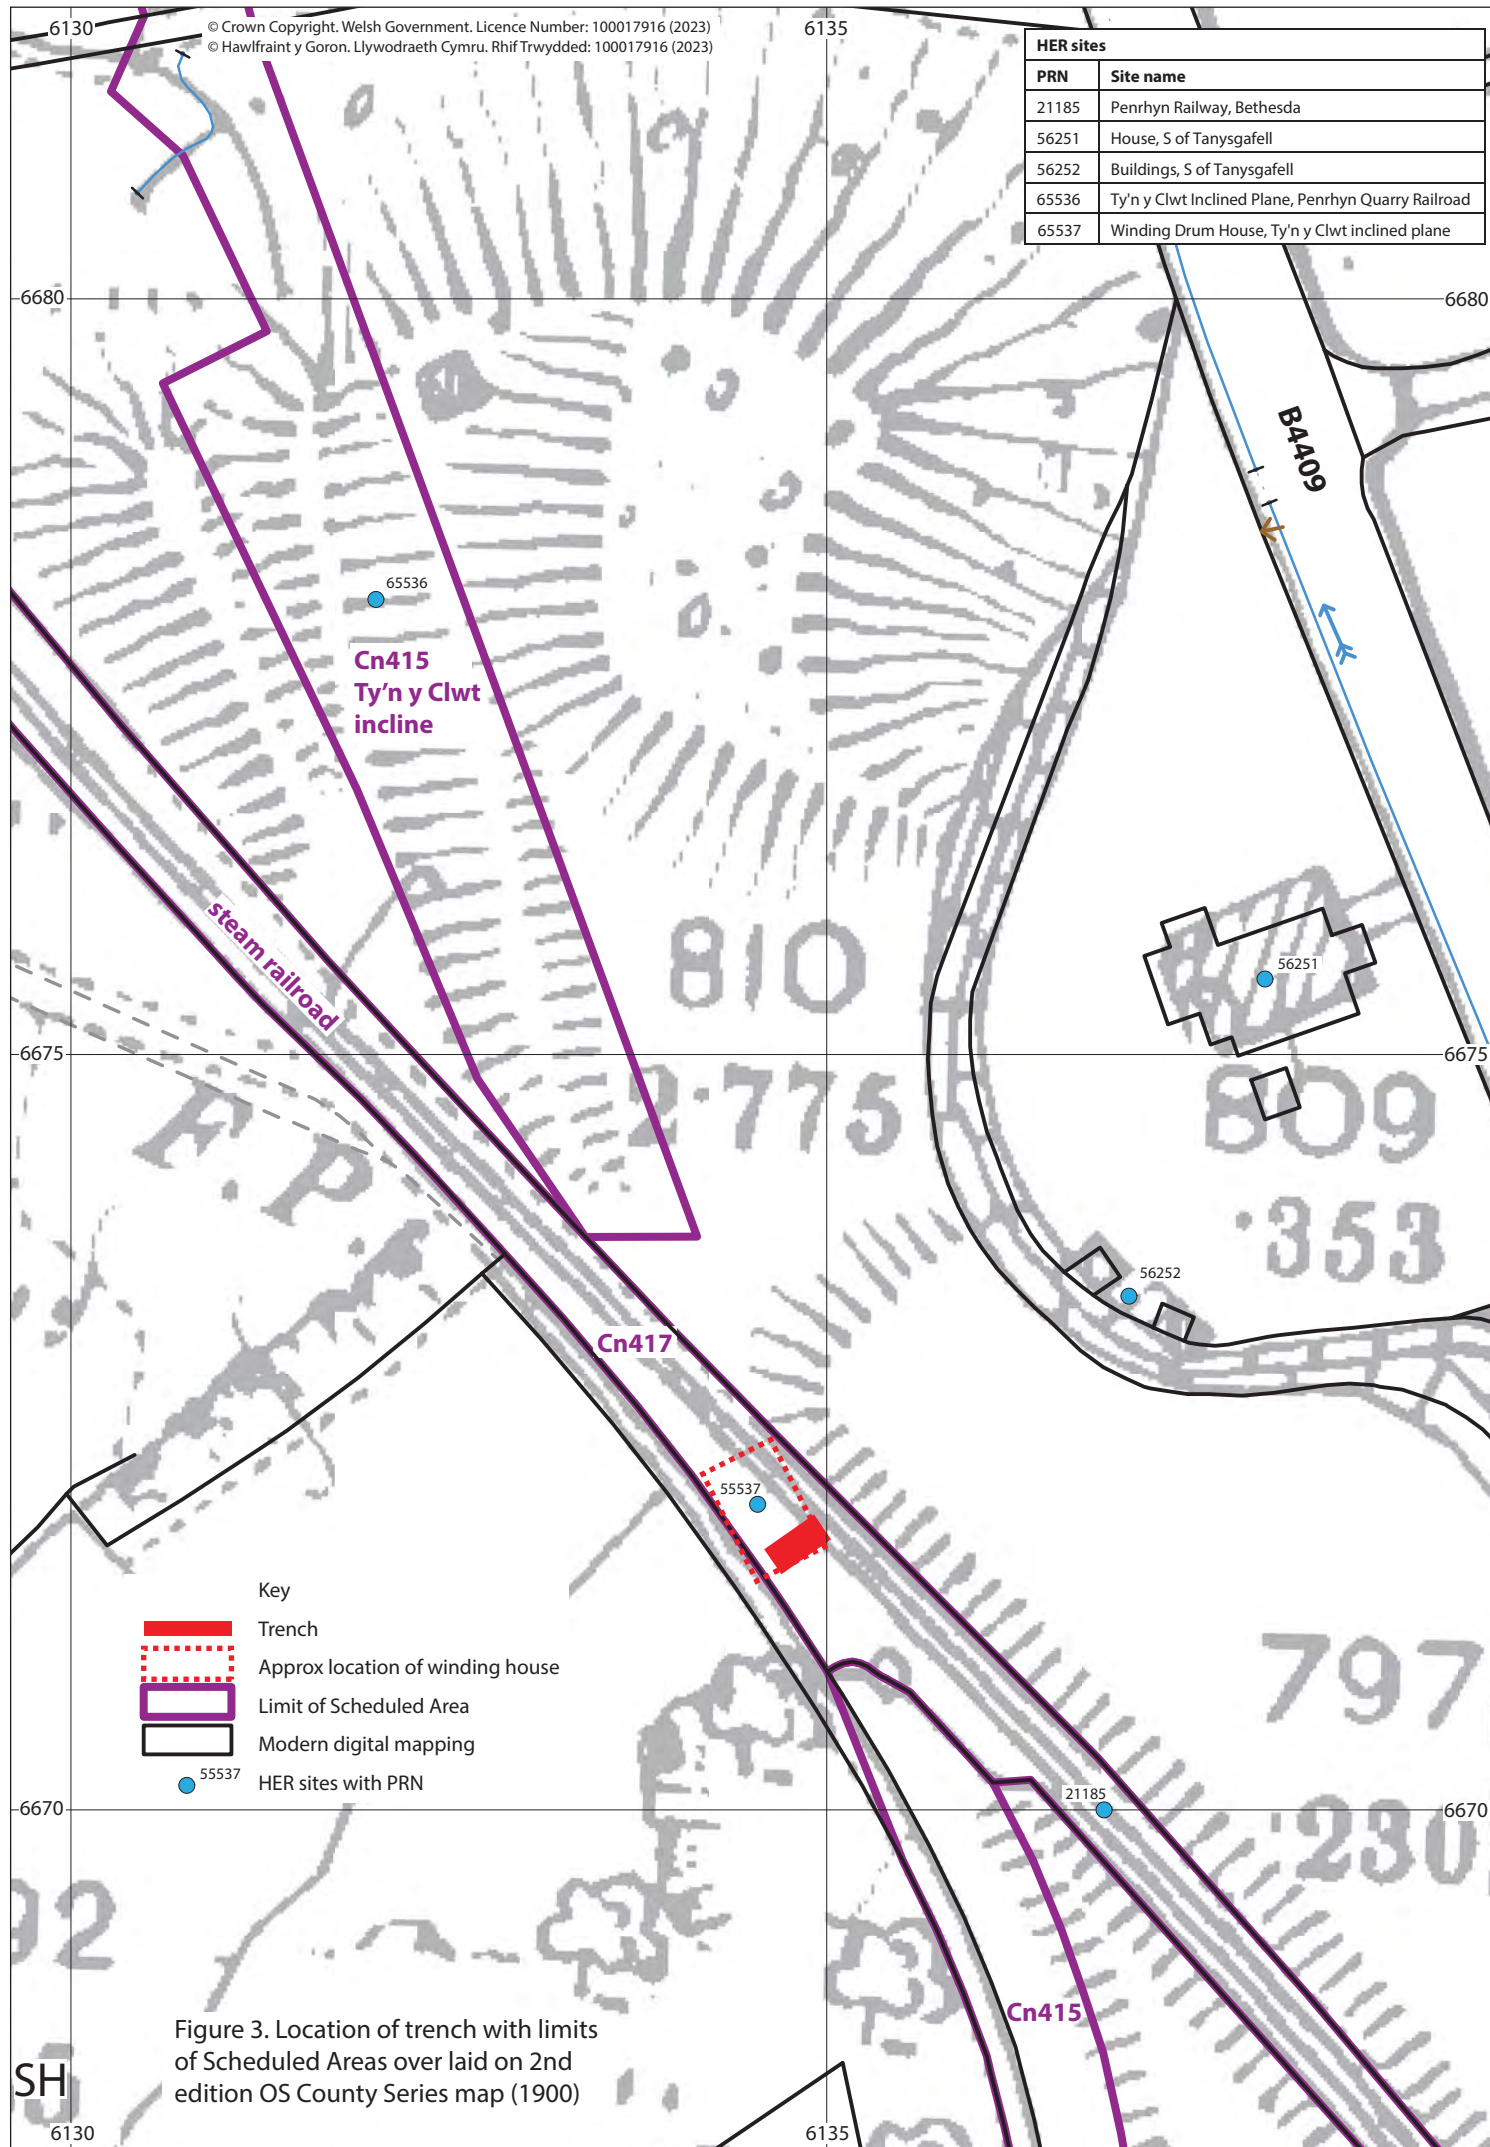 6130
© Crown Copyright. Welsh Government. Licence Number: 100017916 (2023)
© Hawlfraint y Goron. Llywodraeth Cymru. Rhif Trwydded: 100017916 (2023)
6135
HER sites
PRN Site name
21185 Penrhyn Railway, Bethesda
56251 House, S of Tanysgafell
56252 Buildings, S of Tanysgafell
65536 Ty'n y Clwt Inclined Plane, Penrhyn Quarry Railroad
65537 Winding Drum House, Ty'n y Clwt inclined plane
6680
6680
B4409
65536
Cn415
Ty'n y Clwt
incline
steam railroad
810
2·775
56251
6675
6675
809
·353
F.P.
56252
Cn417
55537
Key
Trench
Approx location of winding house
Limit of Scheduled Area
Modern digital mapping
55537 HER sites with PRN
797
21185
6670
6670
·230
92
Cn415
Figure 3. Location of trench with limits
of Scheduled Areas over laid on 2nd
edition OS County Series map (1900)
SH
6130
6135